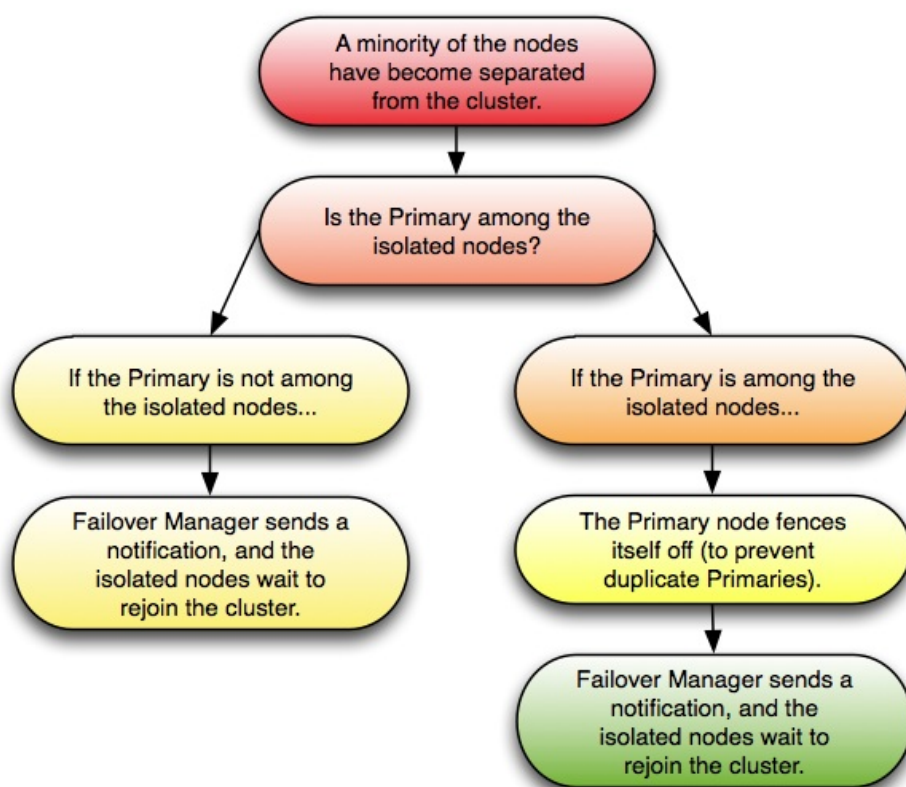 A minority of the nodes
have become separated
from the cluster.
Is the Primary among the
isolated nodes?
If the Primary is not among
the isolated nodes...
If the Primary is among the
isolated nodes...
Failover Manager sends a
notification, and the
isolated nodes wait to
rejoin the cluster.
The Primary node fences
itself off (to prevent
duplicate Primaries).
Failover Manager sends a
notification, and the
isolated nodes wait to
rejoin the cluster.